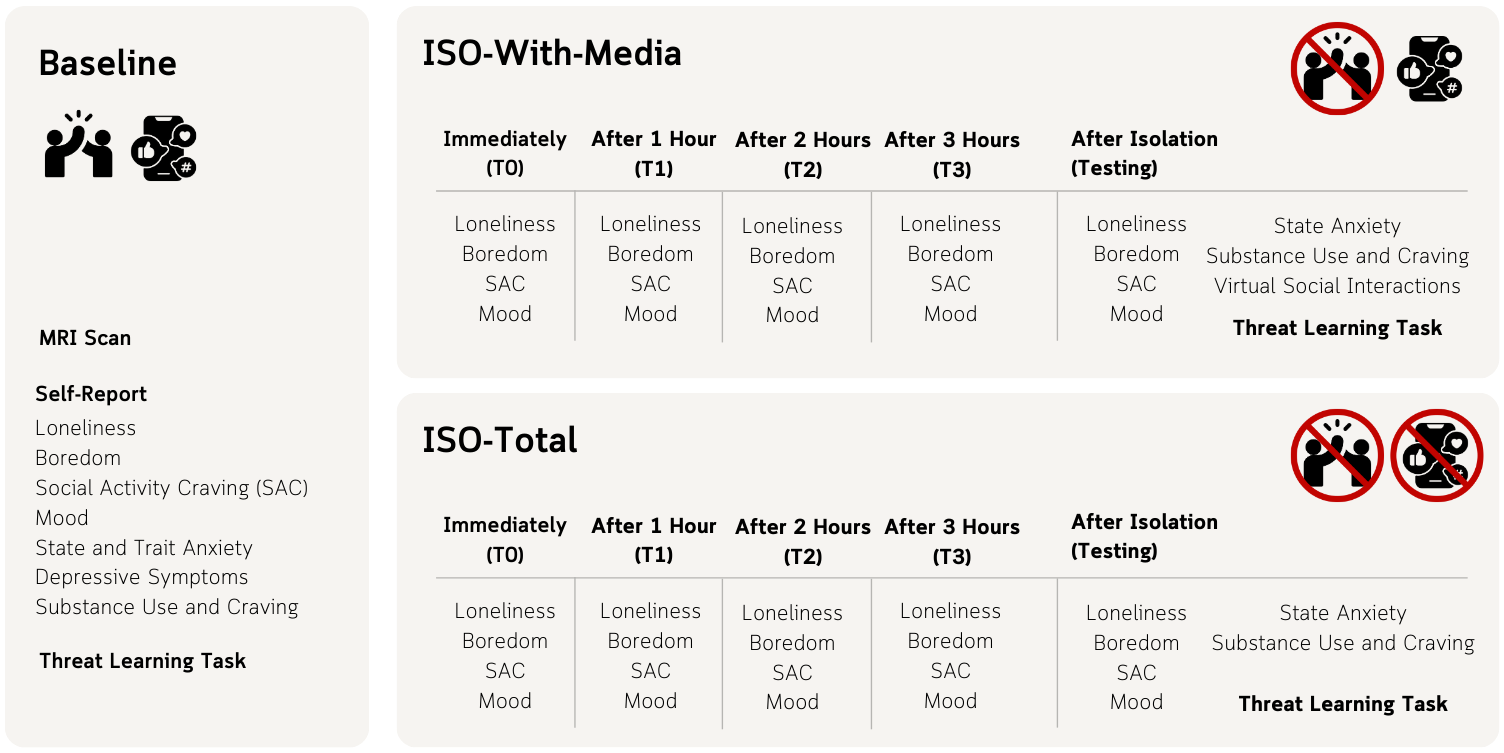 Baseline
MRI Scan
Self-Report
Loneliness
Boredom
Social Activity Craving (SAC)
Mood
State and Trait Anxiety
Depressive Symptoms
Substance Use and Craving
Threat Learning Task
ISO-With-Media
#
#
Immediately After 1 Hour After 2 Hours After 3 Hours After Isolation
(T0) (T1) (T2) (T3) (Testing)
Loneliness Loneliness Loneliness Loneliness Loneliness State Anxiety
Boredom Boredom Boredom Boredom Boredom Substance Use and Craving
SAC SAC SAC SAC SAC Virtual Social Interactions
Mood Mood Mood Mood Mood Threat Learning Task
ISO-Total
#
Immediately After 1 Hour After 2 Hours After 3 Hours After Isolation
(T0) (T1) (T2) (T3) (Testing)
Loneliness Loneliness Loneliness Loneliness Loneliness State Anxiety
Boredom Boredom Boredom Boredom Boredom Substance Use and Craving
SAC SAC SAC SAC SAC
Mood Mood Mood Mood Mood Threat Learning Task